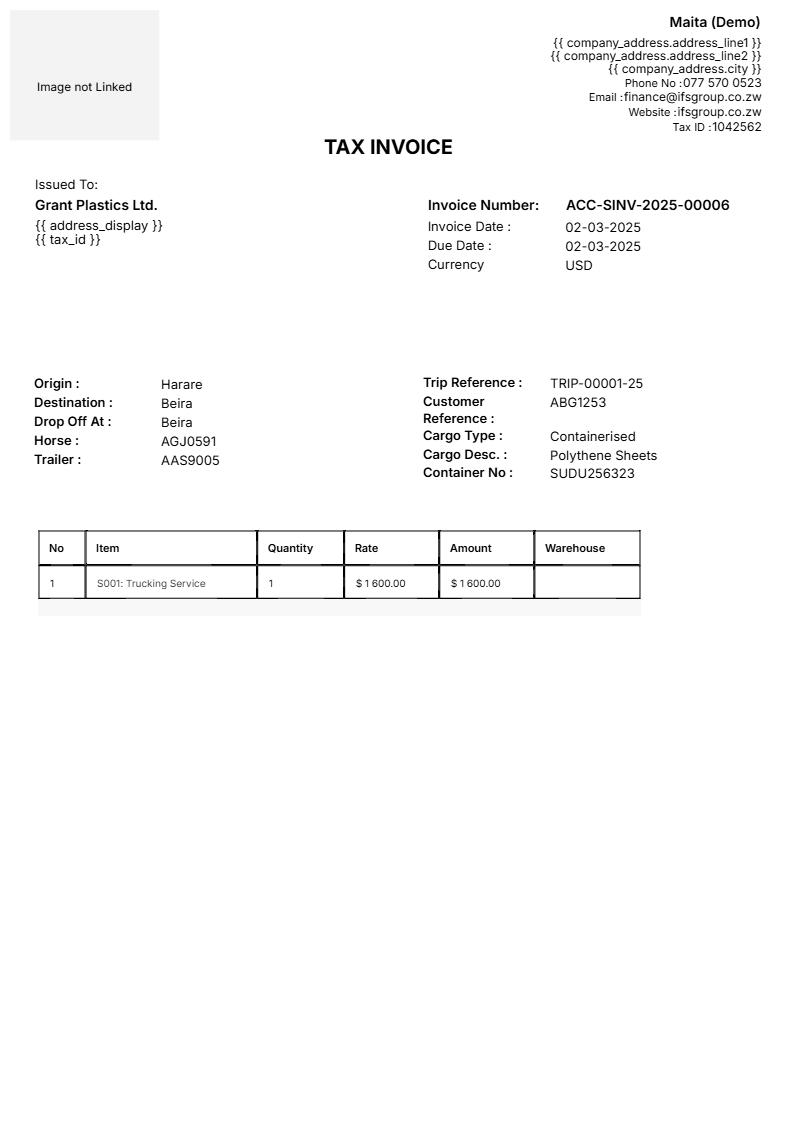 Image not Linked
Maita (Demo)
{{ company_address.address_line1 }}
{{ company_address.address_line2 }}
{{ company_address.city }}
Phone No :077 570 0523
Email :finance@ifsgroup.co.zw
Website :ifsgroup.co.zw
Tax ID :1042562
TAX INVOICE
Issued To:
Grant Plastics Ltd.
{{ address_display }}
{{ tax_id }}
Invoice Number: ACC-SINV-2025-00006
Invoice Date : 02-03-2025
Due Date : 02-03-2025
Currency USD
Origin : Harare
Destination : Beira
Drop Off At : Beira
Horse : AGJ0591
Trailer : AAS9005
Trip Reference : TRIP-00001-25
Customer ABG1253
Reference :
Cargo Type : Containerised
Cargo Desc. : Polythene Sheets
Container No : SUDU256323
No Item Quantity Rate Amount Warehouse
1 S001: Trucking Service 1 $ 1 600.00 $ 1 600.00